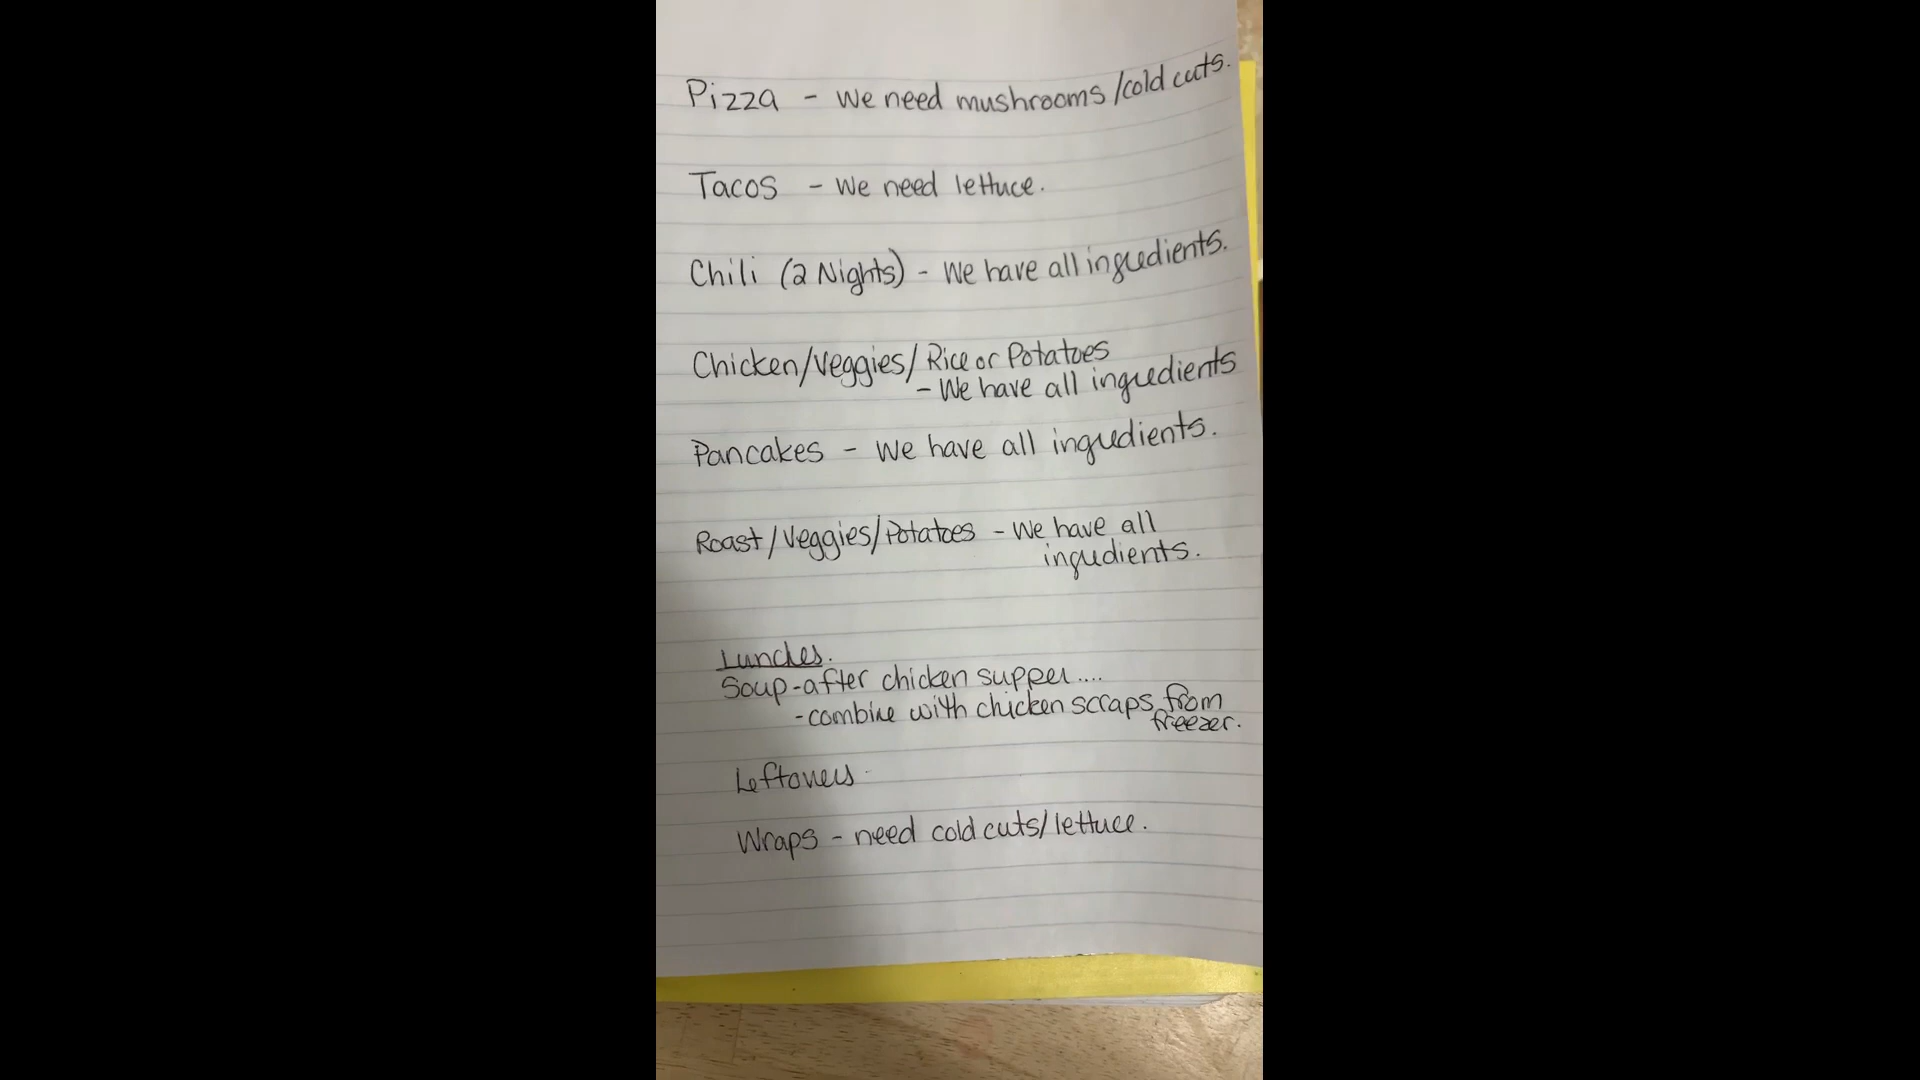 Pizza - We need mushrooms/cold cuts.
Tacos - We need lettuce.
Chili (2 Nights) - We have all ingredients.
Chicken/Veggies/Rice or Potatoes
- We have all ingredients
Pancakes - We have all ingredients.
Roast/Veggies/Potatoes - We have all
ingredients.
Lunches.
Soup - after chicken supper....
- combine with chicken scraps from
freezer.
Leftovers
Wraps - need cold cuts/lettuce.